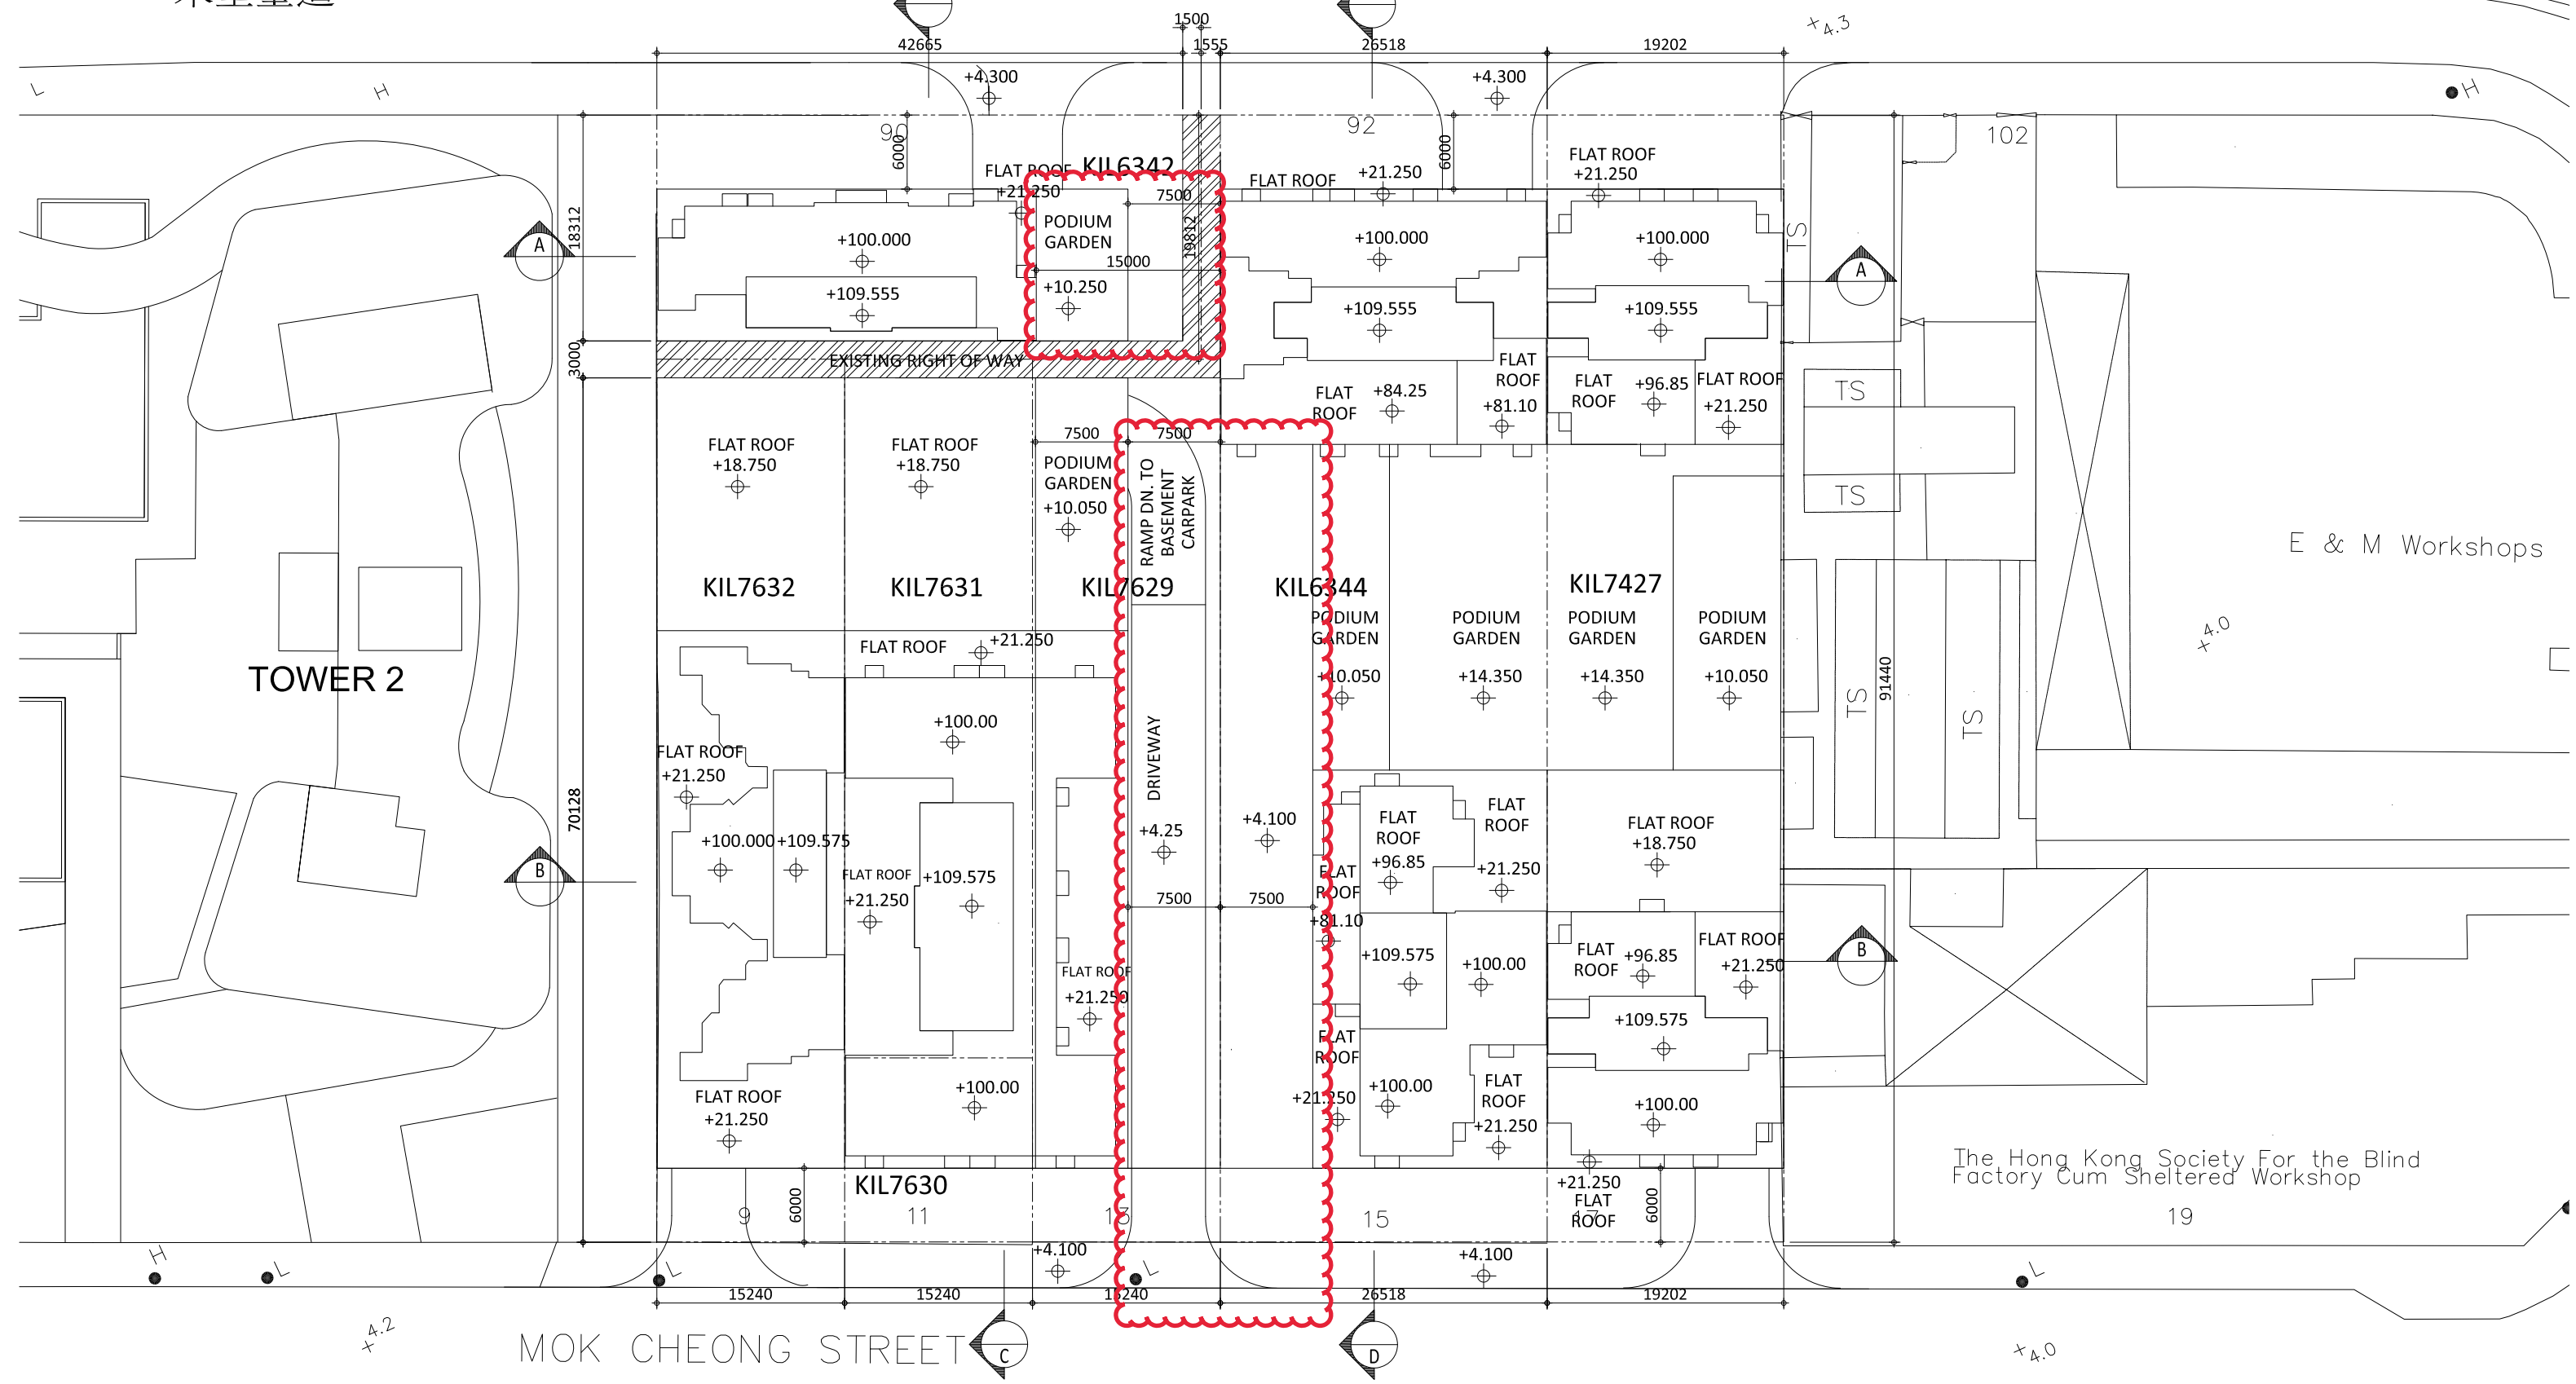 1500
42665
1555
26518
19202
+4.3
L
H
+4.300
+4.300
H
90
92
102
6000
6000
KIL6342
FLAT ROOF
+21.250
FLAT ROOF
+21.250
FLAT ROOF
+21.250
7500
PODIUM
GARDEN
18312
19812
A
+100.000
+100.000
+100.000
TS
A
15000
+10.250
+109.555
+109.555
+109.555
3000
EXISTING RIGHT OF WAY
FLAT
ROOF
+84.25
FLAT
ROOF
+81.10
FLAT
ROOF
+96.85
FLAT ROOF
+21.250
TS
7500
7500
FLAT ROOF
+18.750
FLAT ROOF
+18.750
PODIUM
GARDEN
+10.050
RAMP DN. TO
BASEMENT
CARPARK
TS
E & M Workshops
KIL7632
KIL7631
KIL7629
KIL6344
KIL7427
PODIUM
GARDEN
+10.050
PODIUM
GARDEN
+14.350
PODIUM
GARDEN
+14.350
PODIUM
GARDEN
+10.050
+4.0
FLAT ROOF
+21.250
TOWER 2
91440
TS
TS
+100.00
FLAT ROOF
+21.250
DRIVEWAY
70128
+4.25
+4.100
FLAT
ROOF
+96.85
FLAT
ROOF
+21.250
FLAT ROOF
+18.750
+100.000
+109.575
B
FLAT ROOF
+21.250
+109.575
FLAT
ROOF
+81.10
7500
7500
+109.575
+100.00
FLAT
ROOF
+96.85
FLAT ROOF
+21.250
B
FLAT ROOF
+21.250
+109.575
FLAT
ROOF
+21.250
+100.00
+100.00
FLAT
ROOF
+21.250
+100.00
FLAT ROOF
+21.250
The Hong Kong Society For the Blind
Factory Cum Sheltered Workshop
KIL7630
6000
+21.250
FLAT
ROOF
6000
9
11
13
15
17
19
+4.100
+4.100
H
L
L
L
L
15240
15240
15240
26518
19202
+4.2
MOK CHEONG STREET
C
D
+4.0